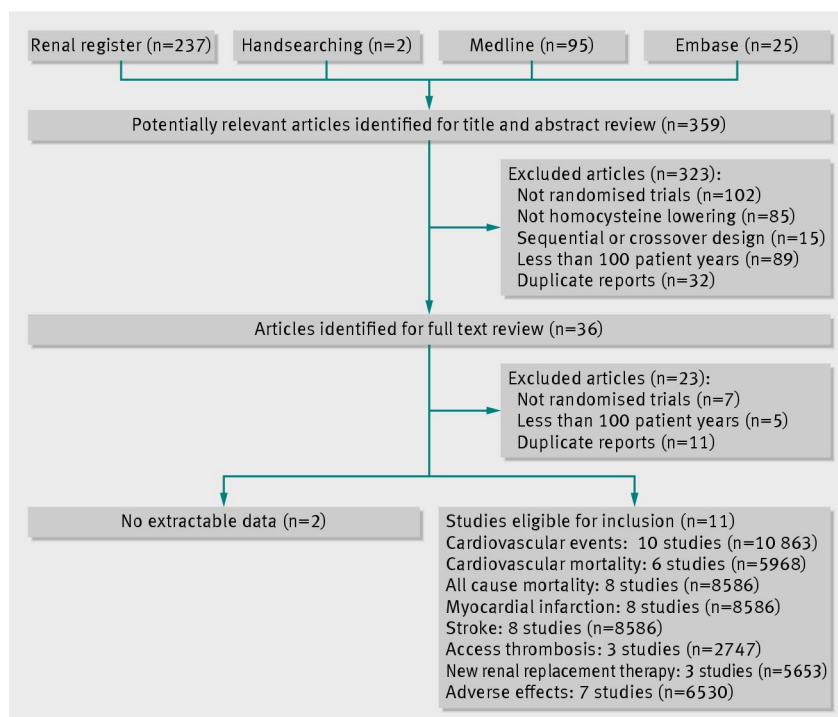 Renal register (n=237)
Handsearching (n=2)
Medline (n=95)
Embase (n=25)
Potentially relevant articles identified for title and abstract review (n=359)
Excluded articles (n=323):
Not randomised trials (n=102)
Not homocysteine lowering (n=85)
Sequential or crossover design (n=15)
Less than 100 patient years (n=89)
Duplicate reports (n=32)
Articles identified for full text review (n=36)
Excluded articles (n=23):
Not randomised trials (n=7)
Less than 100 patient years (n=5)
Duplicate reports (n=11)
No extractable data (n=2)
Studies eligible for inclusion (n=11)
Cardiovascular events: 10 studies (n=10 863)
Cardiovascular mortality: 6 studies (n=5968)
All cause mortality: 8 studies (n=8586)
Myocardial infarction: 8 studies (n=8586)
Stroke: 8 studies (n=8586)
Access thrombosis: 3 studies (n=2747)
New renal replacement therapy: 3 studies (n=5653)
Adverse effects: 7 studies (n=6530)